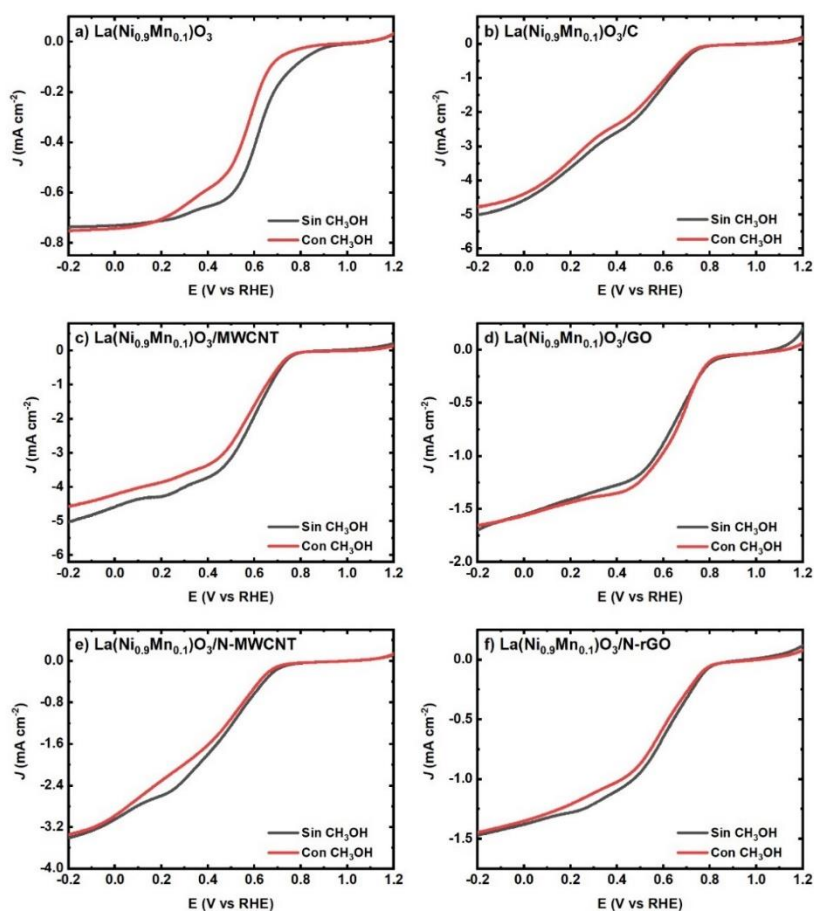 a) La(Ni0.9Mn0.1)O3
0.0
-0.2
-0.4
-0.6
-0.8
J (mA cm-2)
Sin CH3OH
Con CH3OH
-0.2 0.0 0.2 0.4 0.6 0.8 1.0 1.2
E (V vs RHE)
b) La(Ni0.9Mn0.1)O3/C
0
-1
-2
-3
-4
-5
-6
J (mA cm-2)
Sin CH3OH
Con CH3OH
-0.2 0.0 0.2 0.4 0.6 0.8 1.0 1.2
E (V vs RHE)
c) La(Ni0.9Mn0.1)O3/MWCNT
0
-1
-2
-3
-4
-5
-6
J (mA cm-2)
Sin CH3OH
Con CH3OH
-0.2 0.0 0.2 0.4 0.6 0.8 1.0 1.2
E (V vs RHE)
d) La(Ni0.9Mn0.1)O3/GO
0.0
-0.5
-1.0
-1.5
-2.0
J (mA cm-2)
Sin CH3OH
Con CH3OH
-0.2 0.0 0.2 0.4 0.6 0.8 1.0 1.2
E (V vs RHE)
e) La(Ni0.9Mn0.1)O3/N-MWCNT
0.0
-0.8
-1.6
-2.4
-3.2
-4.0
J (mA cm-2)
Sin CH3OH
Con CH3OH
-0.2 0.0 0.2 0.4 0.6 0.8 1.0 1.2
E (V vs RHE)
f) La(Ni0.9Mn0.1)O3/N-rGO
0.0
-0.5
-1.0
-1.5
J (mA cm-2)
Sin CH3OH
Con CH3OH
-0.2 0.0 0.2 0.4 0.6 0.8 1.0 1.2
E (V vs RHE)